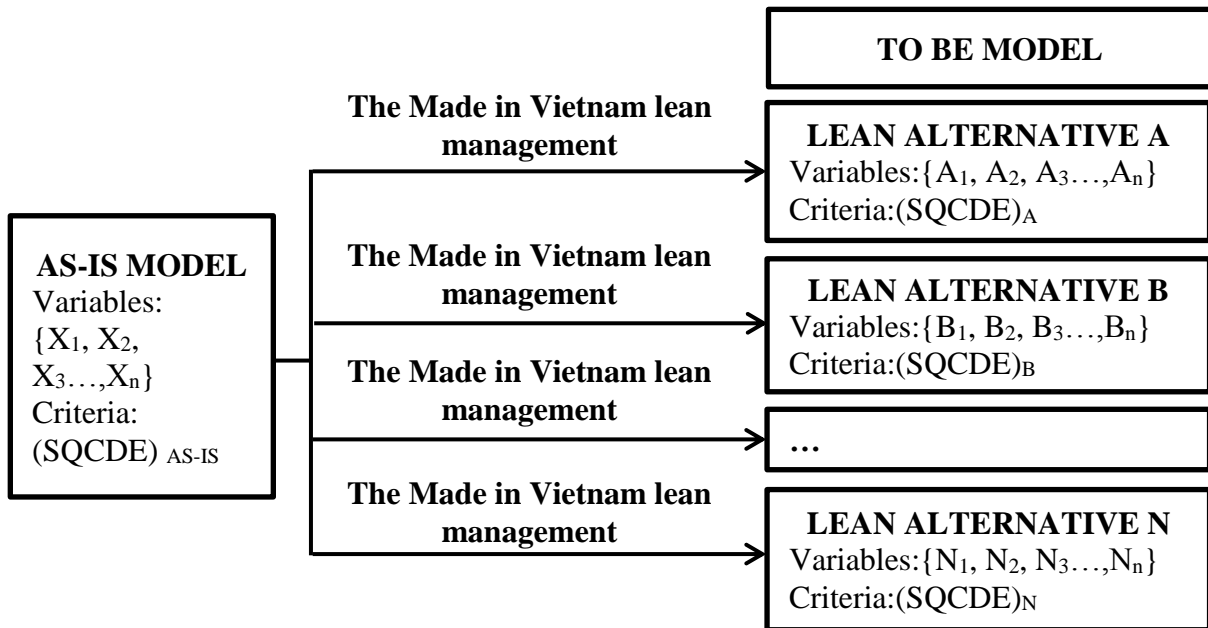 TO BE MODEL
The Made in Vietnam lean
management
LEAN ALTERNATIVE A
Variables:{A₁, A₂, A₃…,Aₙ}
Criteria:(SQCDE)A
AS-IS MODEL
Variables:
{X₁, X₂,
X₃…,Xₙ}
Criteria:
(SQCDE) AS-IS
The Made in Vietnam lean
management
LEAN ALTERNATIVE B
Variables:{B₁, B₂, B₃…,Bₙ}
Criteria:(SQCDE)B
The Made in Vietnam lean
management
…
The Made in Vietnam lean
management
LEAN ALTERNATIVE N
Variables:{N₁, N₂, N₃…,Nₙ}
Criteria:(SQCDE)N